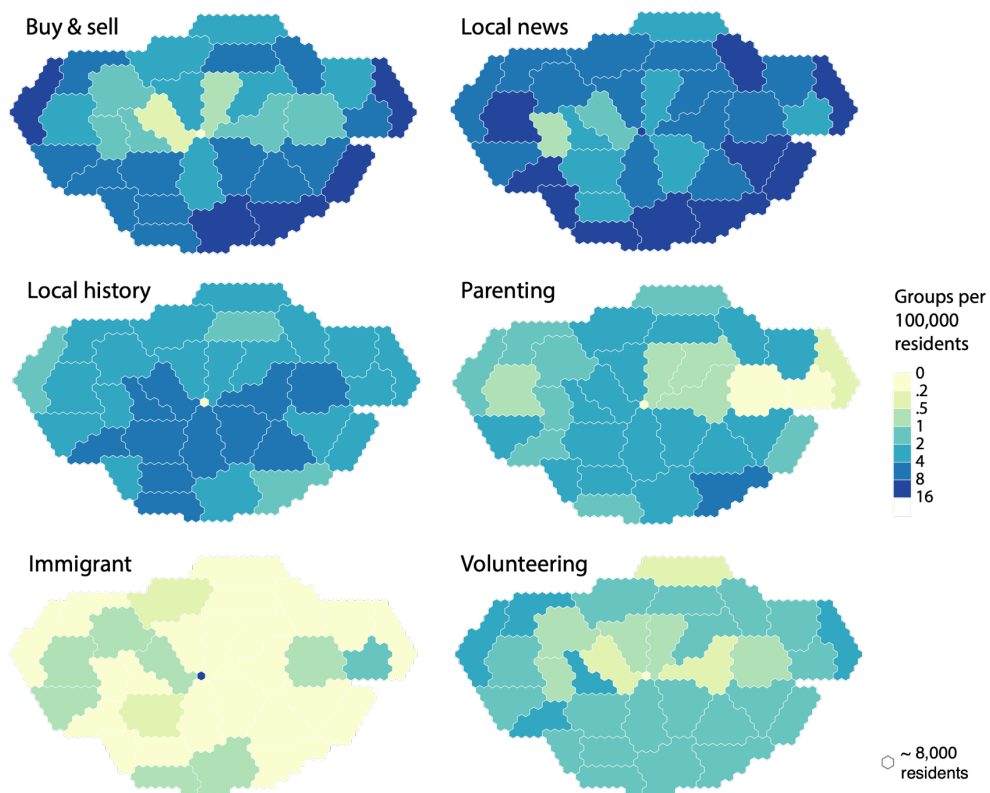 Buy & sell
Local news
Local history
Parenting
Groups per
100,000
residents
0
.2
.5
1
2
4
8
16
Immigrant
Volunteering
~ 8,000
residents